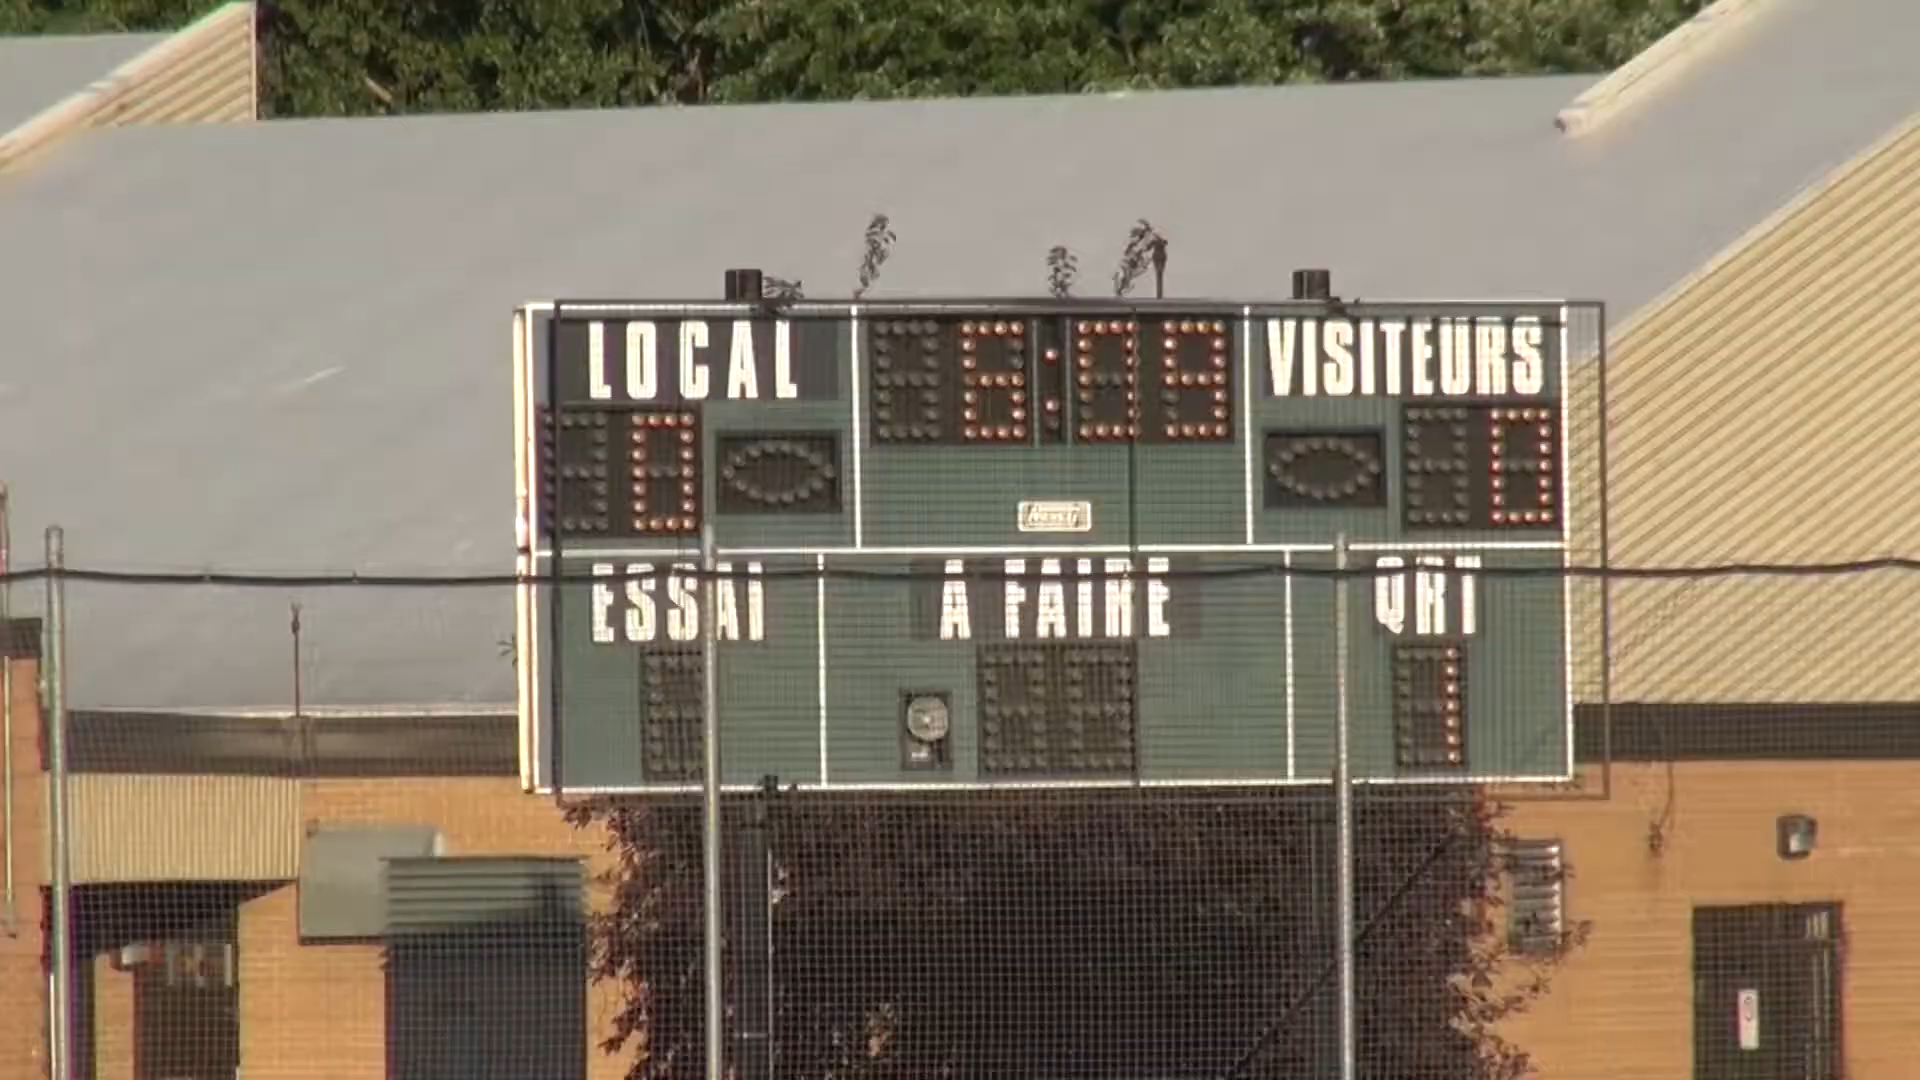 LOCAL 6:09 VISITEURS
0 0
ESSAI A FAIRE QRT
1